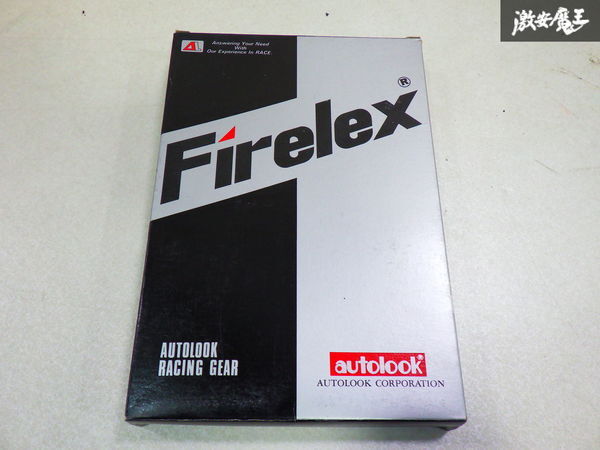 激安魔王
Answering Your Need
With
Our Experience In RACE.
Firelex®
AUTOLOOK
RACING GEAR
autolook®
AUTOLOOK CORPORATION